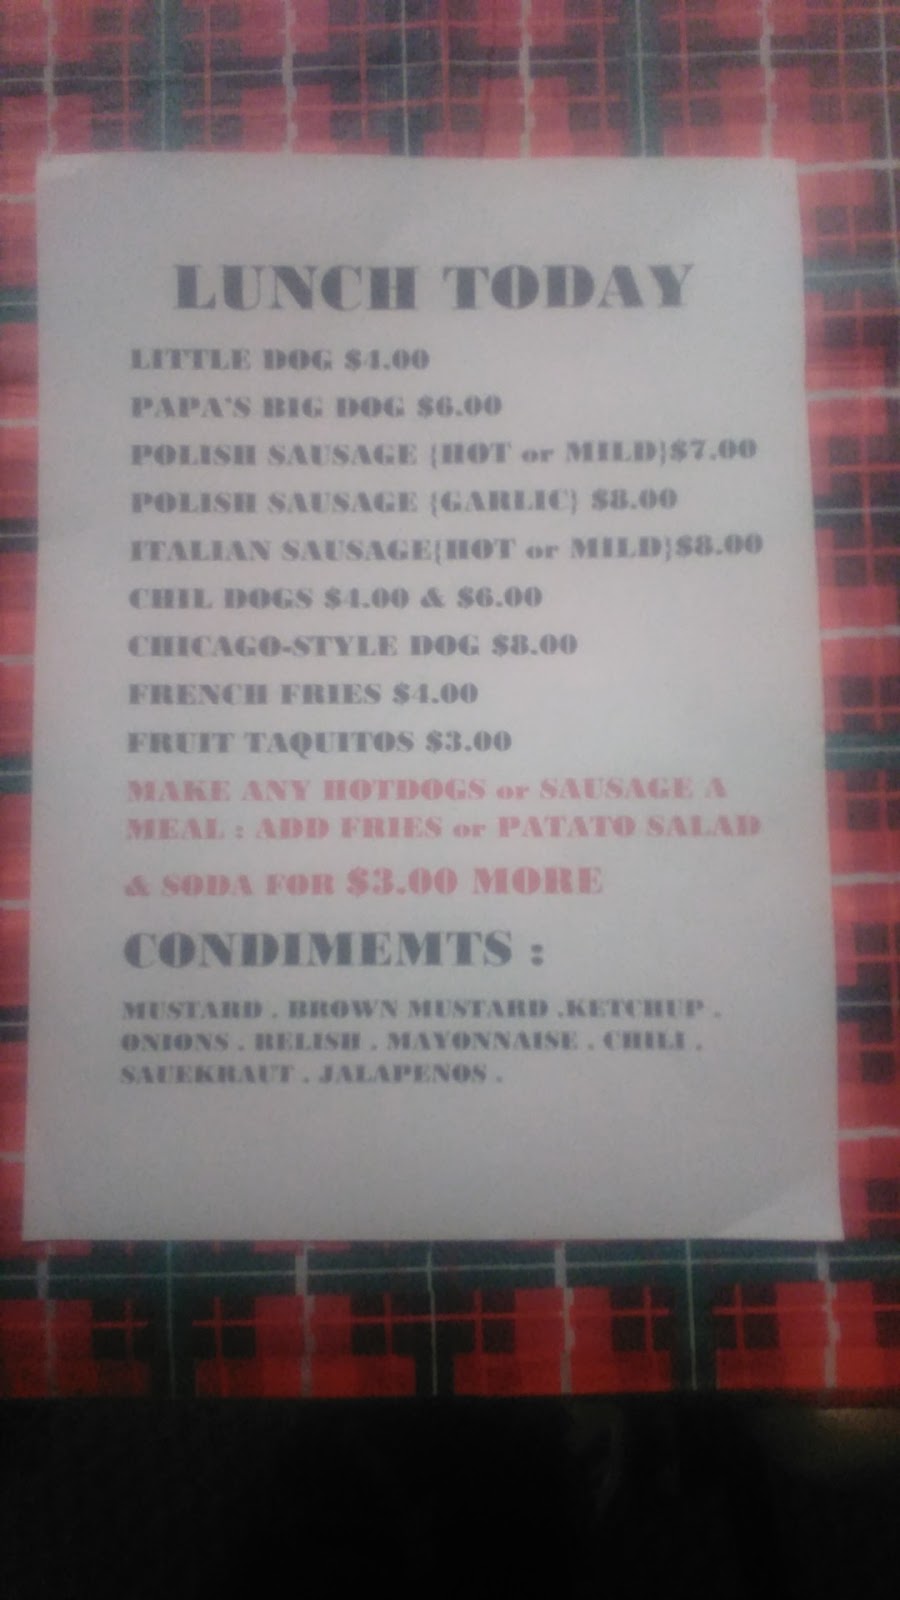 LUNCH TODAY
LITTLE DOG $4.00
PAPA'S BIG DOG $6.00
POLISH SAUSAGE {HOT or MILD}$7.00
POLISH SAUSAGE {GARLIC} $8.00
ITALIAN SAUSAGE{HOT or MILD}$8.00
CHIL DOGS $4.00 & $6.00
CHICAGO-STYLE DOG $8.00
FRENCH FRIES $4.00
FRUIT TAQUITOS $3.00
MAKE ANY HOTDOGS or SAUSAGE A
MEAL : ADD FRIES or PATATO SALAD
& SODA FOR $3.00 MORE
CONDIMEMTS :
MUSTARD . BROWN MUSTARD .KETCHUP .
ONIONS . RELISH . MAYONNAISE . CHILI .
SAUEKRAUT . JALAPENOS .